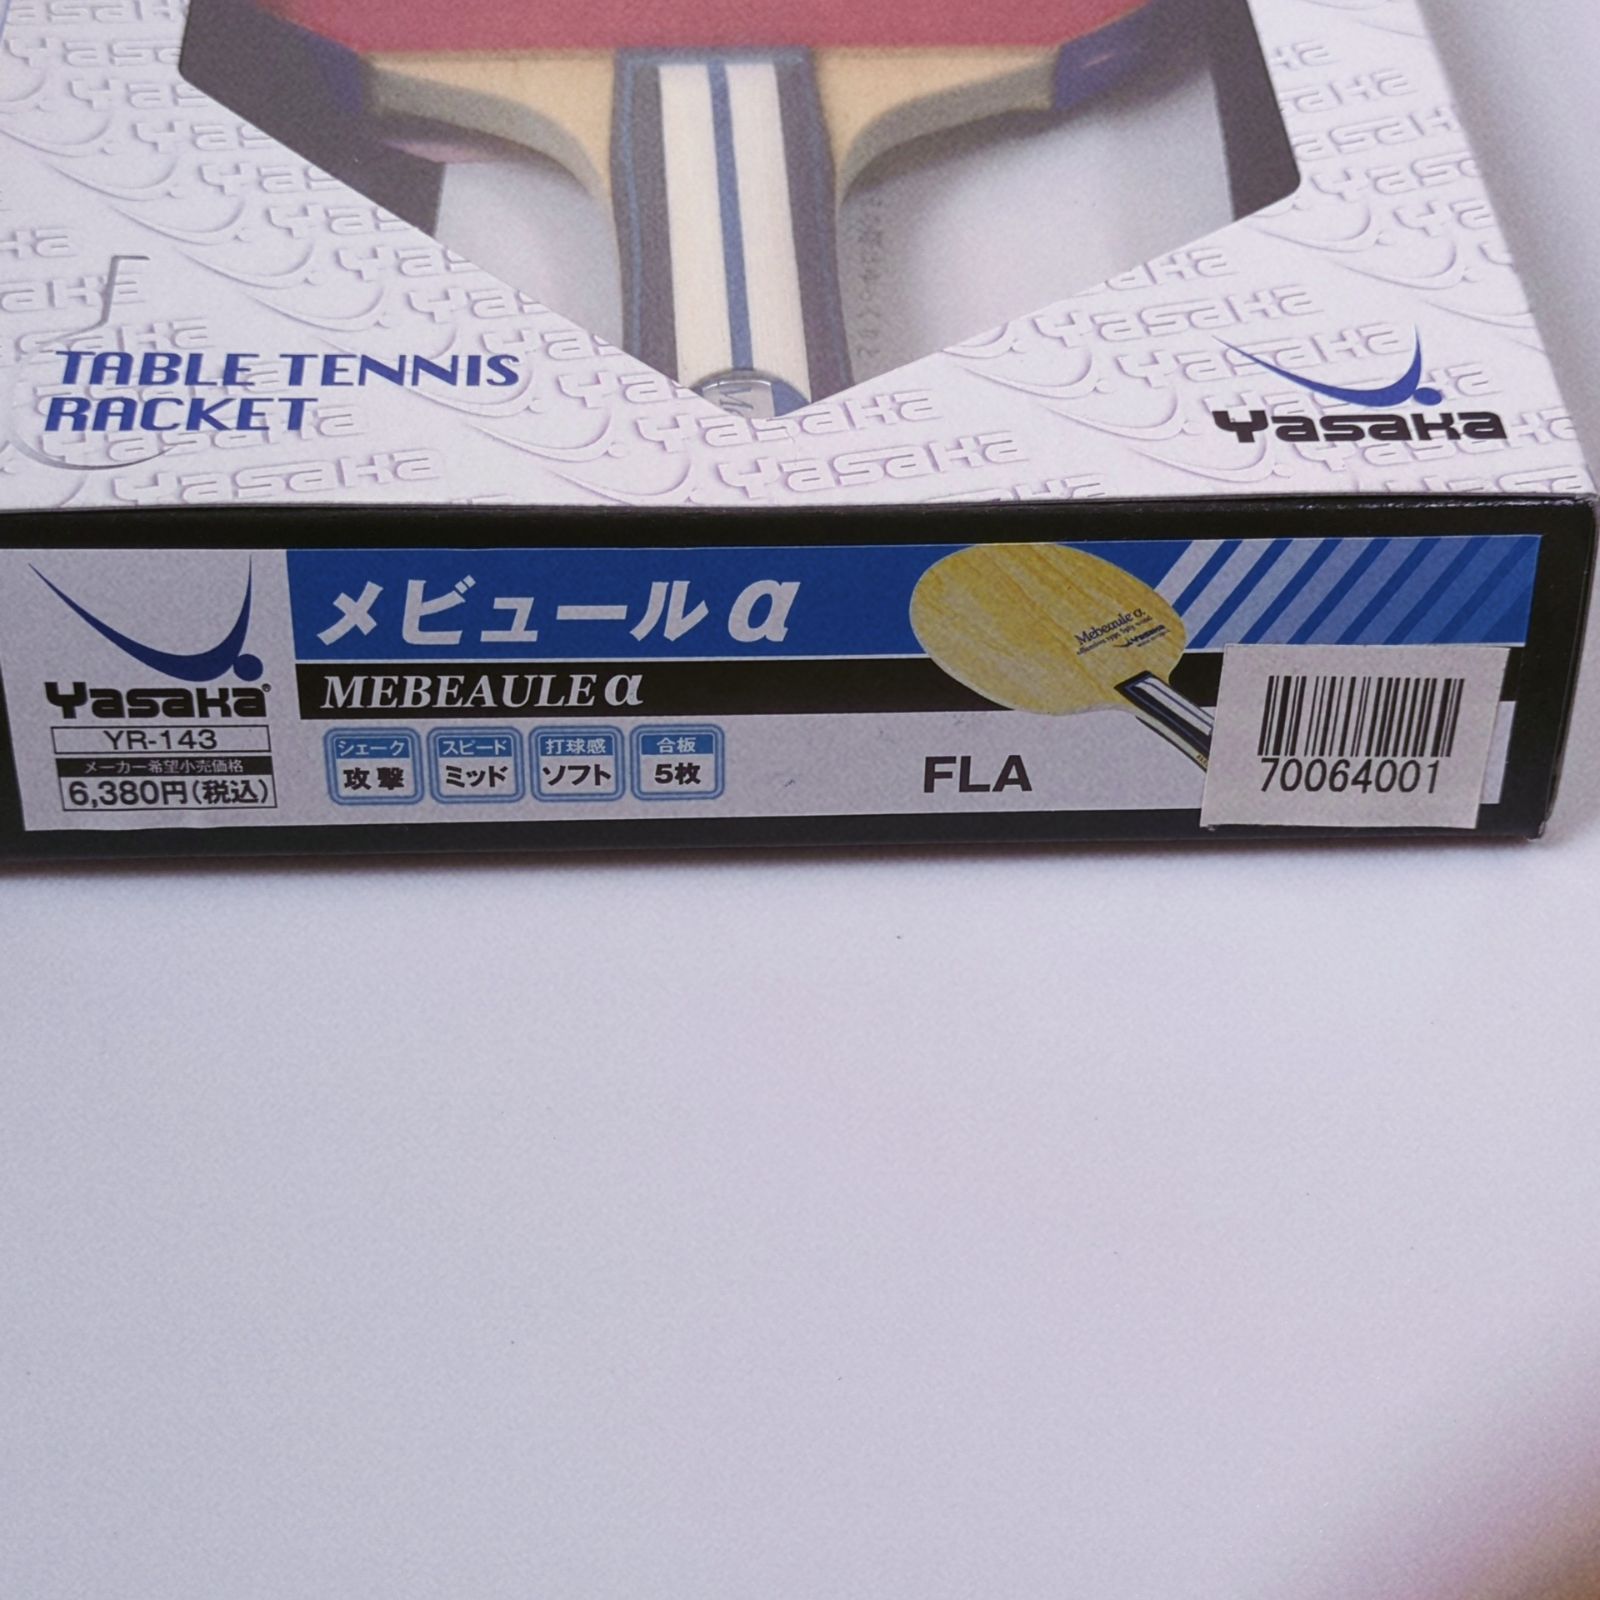 TABLE TENNIS
RACKET
Yasaka
Yasaka
メビュールα
MEBEAULE α
YR-143
メーカー希望小売価格
6,380円(税込)
シェーク
攻撃
スピード
ミッド
打球感
ソフト
合板
5枚
FLA
Mebeaule α
70064001